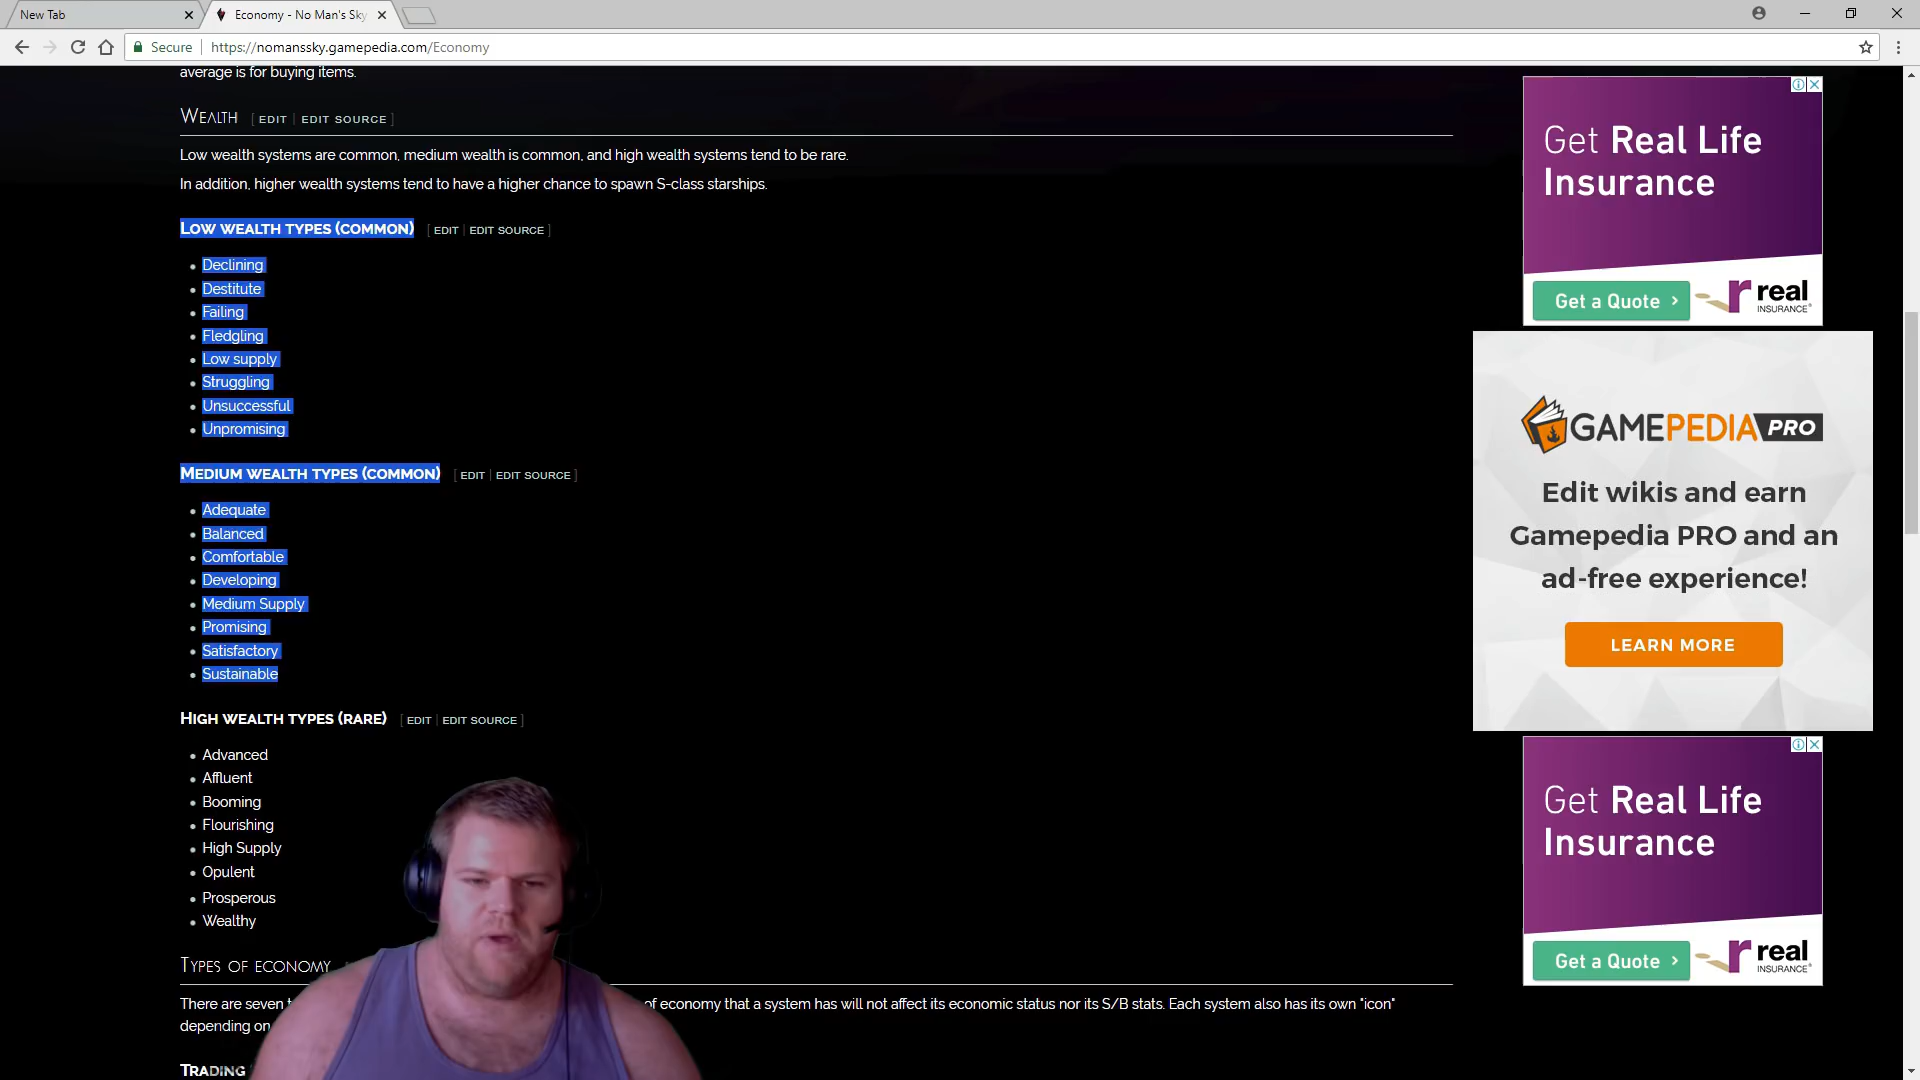 New Tab
Economy - No Man's Sky
Secure
https://nomanssky.gamepedia.com/Economy
average is for buying items.
Wealth [ EDIT | EDIT SOURCE ]
Low wealth systems are common, medium wealth is common, and high wealth systems tend to be rare.
In addition, higher wealth systems tend to have a higher chance to spawn S-class starships.
Low wealth types (common) [ EDIT | EDIT SOURCE ]
Declining
Destitute
Failing
Fledgling
Low supply
Struggling
Unsuccessful
Unpromising
Medium wealth types (common) [ EDIT | EDIT SOURCE ]
Adequate
Balanced
Comfortable
Developing
Medium Supply
Promising
Satisfactory
Sustainable
High wealth types (rare) [ EDIT | EDIT SOURCE ]
Advanced
Affluent
Booming
Flourishing
High Supply
Opulent
Prosperous
Wealthy
Types of economy
There are seven
of economy that a system has will not affect its economic status nor its S/B stats. Each system also has its own "icon"
depending on
Trading
Get Real Life
Insurance
Get a Quote >
real
INSURANCE
GAMEPEDIA PRO
Edit wikis and earn
Gamepedia PRO and an
ad-free experience!
LEARN MORE
Get Real Life
Insurance
Get a Quote >
real
INSURANCE